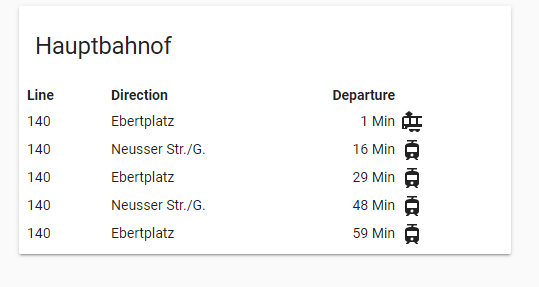 Hauptbahnof
Line Direction Departure
140 Ebertplatz 1 Min
140 Neusser Str./G. 16 Min
140 Ebertplatz 29 Min
140 Neusser Str./G. 48 Min
140 Ebertplatz 59 Min